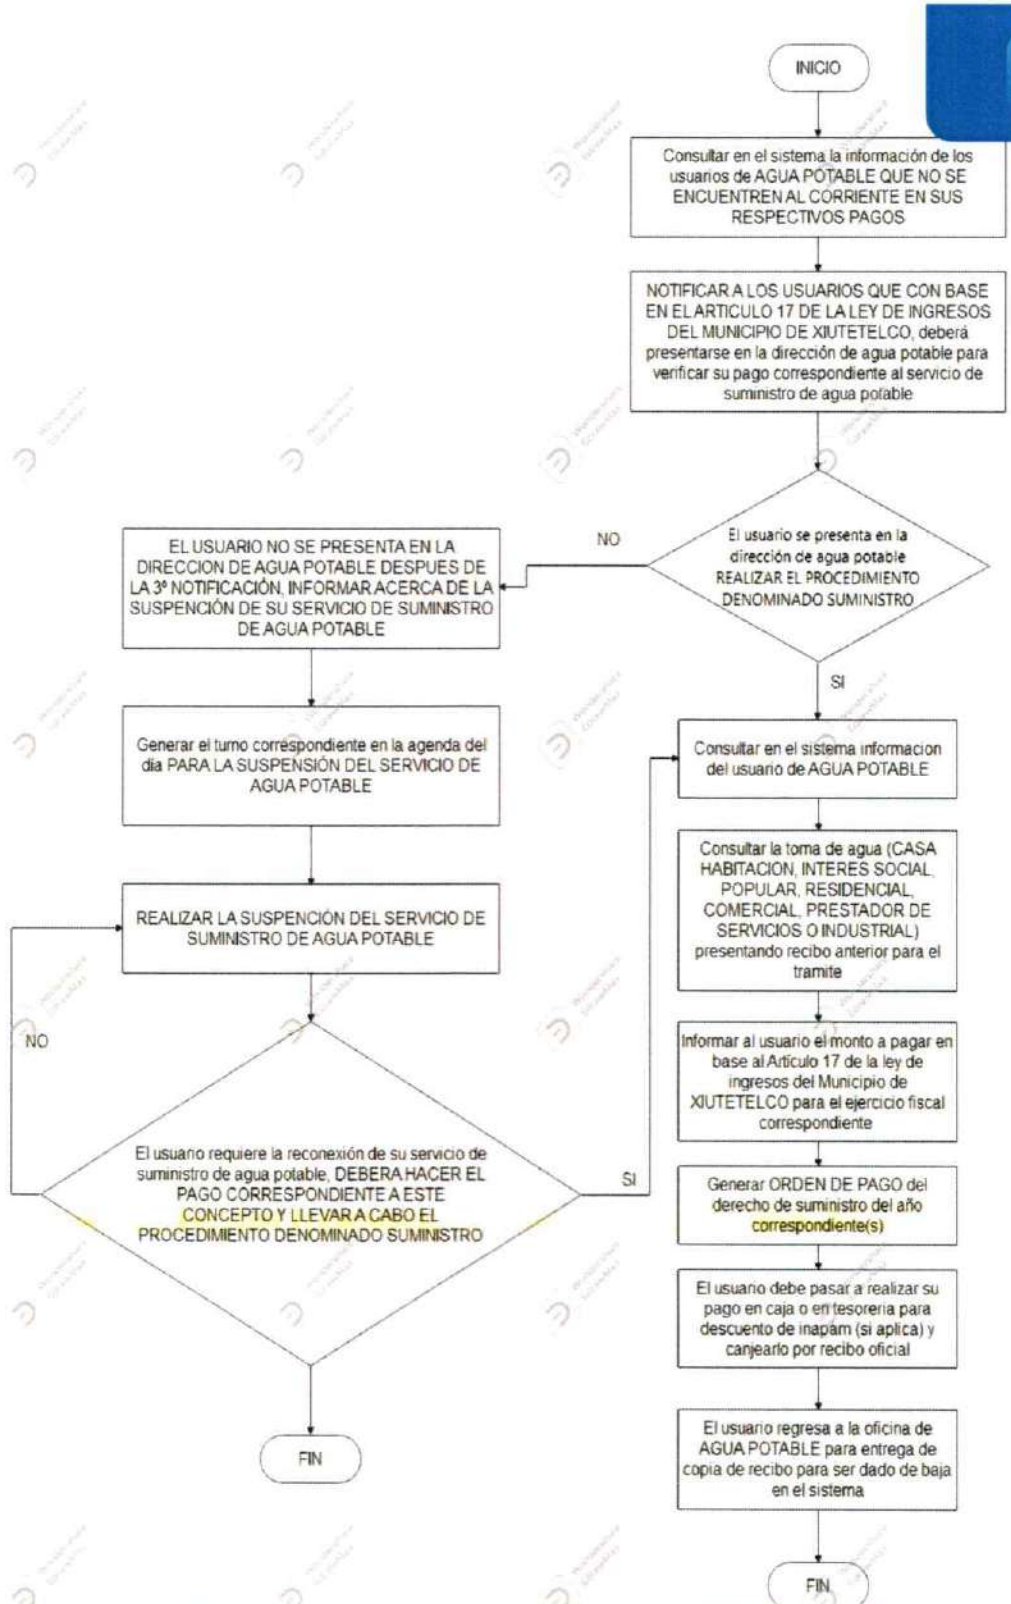 INICIO
Consultar en el sistema la información de los
usuarios de AGUA POTABLE QUE NO SE
ENCUENTREN AL CORRIENTE EN SUS
RESPECTIVOS PAGOS
NOTIFICAR A LOS USUARIOS QUE CON BASE
EN EL ARTICULO 17 DE LA LEY DE INGRESOS
DEL MUNICIPIO DE XIUTETELCO, deberá
presentarse en la dirección de agua potable para
verificar su pago correspondiente al servicio de
suministro de agua potable
El usuario se presenta en la
dirección de agua potable
REALIZAR EL PROCEDIMIENTO
DENOMINADO SUMINISTRO
NO
EL USUARIO NO SE PRESENTA EN LA
DIRECCION DE AGUA POTABLE DESPUES DE
LA 3º NOTIFICACIÓN, INFORMAR ACERCA DE LA
SUSPENCIÓN DE SU SERVICIO DE SUMINISTRO
DE AGUA POTABLE
Generar el turno correspondiente en la agenda del
día PARA LA SUSPENSIÓN DEL SERVICIO DE
AGUA POTABLE
REALIZAR LA SUSPENCIÓN DEL SERVICIO DE
SUMINISTRO DE AGUA POTABLE
NO
El usuario requiere la reconexión de su servicio de
suministro de agua potable, DEBERA HACER EL
PAGO CORRESPONDIENTE A ESTE
CONCEPTO Y LLEVAR A CABO EL
PROCEDIMIENTO DENOMINADO SUMINISTRO
SI
FIN
SI
Consultar en el sistema informacion
del usuario de AGUA POTABLE
Consultar la toma de agua (CASA
HABITACION, INTERES SOCIAL,
POPULAR, RESIDENCIAL,
COMERCIAL, PRESTADOR DE
SERVICIOS O INDUSTRIAL)
presentando recibo anterior para el
tramite
Informar al usuario el monto a pagar en
base al Artículo 17 de la ley de
ingresos del Municipio de
XIUTETELCO para el ejercicio fiscal
correspondiente
Generar ORDEN DE PAGO del
derecho de suministro del año
correspondiente(s)
El usuario debe pasar a realizar su
pago en caja o en tesoreria para
descuento de inapam (si aplica) y
canjearlo por recibo oficial
El usuario regresa a la oficina de
AGUA POTABLE para entrega de
copia de recibo para ser dado de baja
en el sistema
FIN